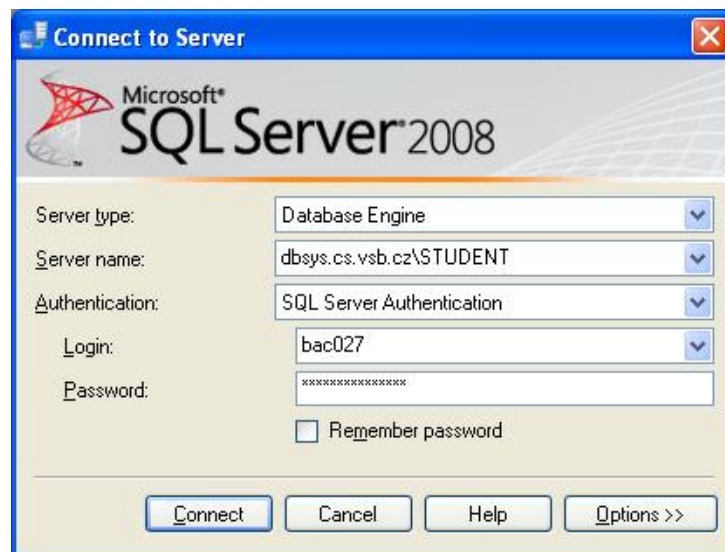 Connect to Server
Microsoft®
SQL Server® 2008
™
Server type: Database Engine
Server name: dbsys.cs.vsb.cz\STUDENT
Authentication: SQL Server Authentication
Login: bac027
Password: ***************
Remember password
Connect Cancel Help Options >>